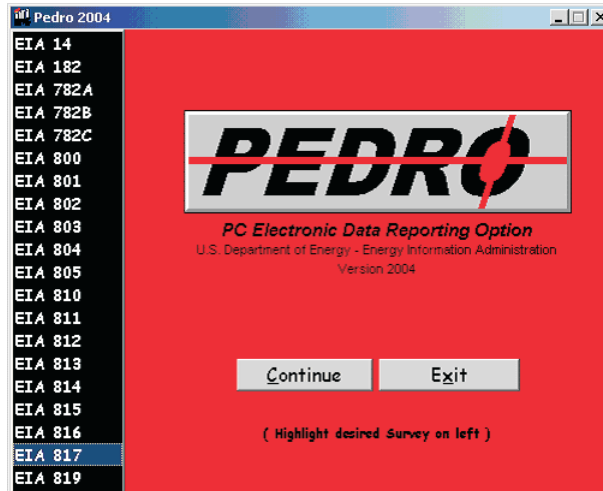 Pedro 2004
EIA 14
EIA 182
EIA 782A
EIA 782B
EIA 782C
EIA 800
EIA 801
EIA 802
EIA 803
EIA 804
EIA 805
EIA 810
EIA 811
EIA 812
EIA 813
EIA 814
EIA 815
EIA 816
EIA 817
EIA 819
PEDRO
PC Electronic Data Reporting Option
U.S. Department of Energy - Energy Information Administration
Version 2004
Continue
Exit
( Highlight desired Survey on left )